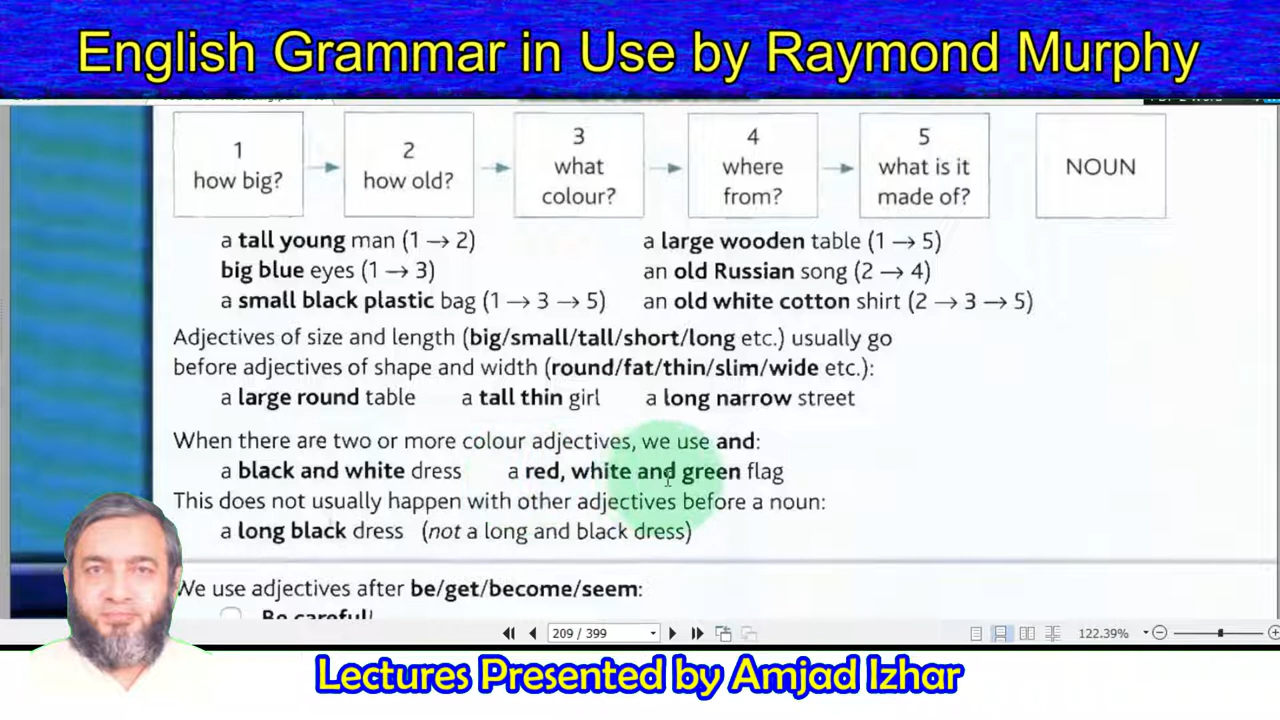 English Grammar in Use by Raymond Murphy
1 how big? → 2 how old? → 3 what colour? → 4 where from? → 5 what is it made of? NOUN
a tall young man (1 → 2) a large wooden table (1 → 5)
big blue eyes (1 → 3) an old Russian song (2 → 4)
a small black plastic bag (1 → 3 → 5) an old white cotton shirt (2 → 3 → 5)
Adjectives of size and length (big/small/tall/short/long etc.) usually go
before adjectives of shape and width (round/fat/thin/slim/wide etc.):
a large round table a tall thin girl a long narrow street
When there are two or more colour adjectives, we use and:
a black and white dress a red, white and green flag
This does not usually happen with other adjectives before a noun:
a long black dress (not a long and black dress)
We use adjectives after be/get/become/seem:
Be careful!
209 / 399 122.39%
Lectures Presented by Amjad Izhar